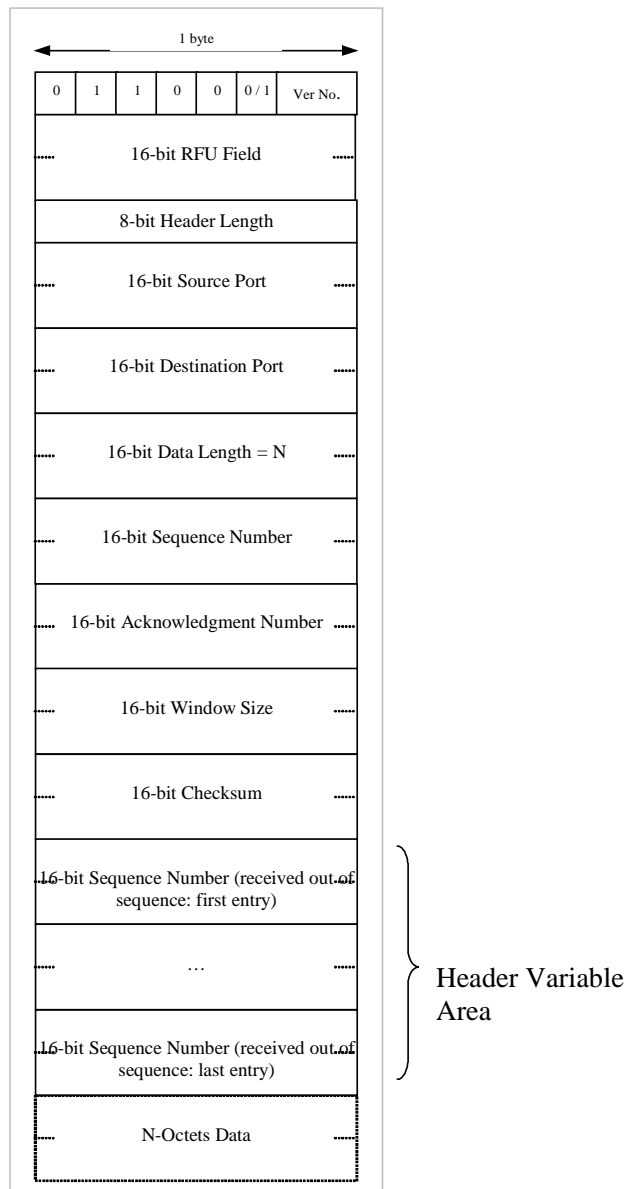 1 byte
0 1 1 0 0 0 / 1 Ver No.
16-bit RFU Field
8-bit Header Length
16-bit Source Port
16-bit Destination Port
16-bit Data Length = N
16-bit Sequence Number
16-bit Acknowledgment Number
16-bit Window Size
16-bit Checksum
16-bit Sequence Number (received out of
sequence: first entry)
…
16-bit Sequence Number (received out of
sequence: last entry)
Header Variable
Area
N-Octets Data